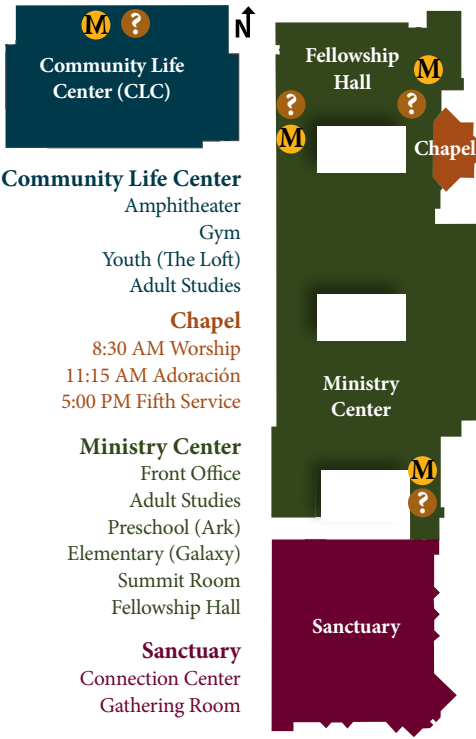 M ?
N
Community Life
Center (CLC)
Fellowship
Hall
M
? ?
M
Chapel
Community Life Center
Amphitheater
Gym
Youth (The Loft)
Adult Studies
Chapel
8:30 AM Worship
11:15 AM Adoración
5:00 PM Fifth Service
Ministry
Center
Ministry Center
Front Office
Adult Studies
Preschool (Ark)
Elementary (Galaxy)
Summit Room
Fellowship Hall
M
?
Sanctuary
Sanctuary
Connection Center
Gathering Room